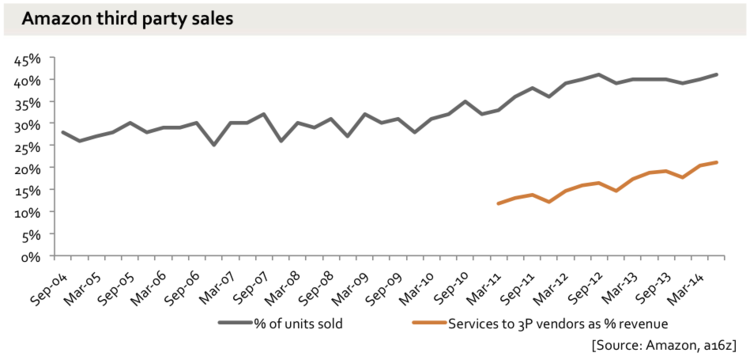 Amazon third party sales
45%
40%
35%
30%
25%
20%
15%
10%
5%
0%
Sep-04 Mar-05 Sep-05 Mar-06 Sep-06 Mar-07 Sep-07 Mar-08 Sep-08 Mar-09 Sep-09 Mar-10 Sep-10 Mar-11 Sep-11 Mar-12 Sep-12 Mar-13 Sep-13 Mar-14
% of units sold Services to 3P vendors as % revenue
[Source: Amazon, a16z]